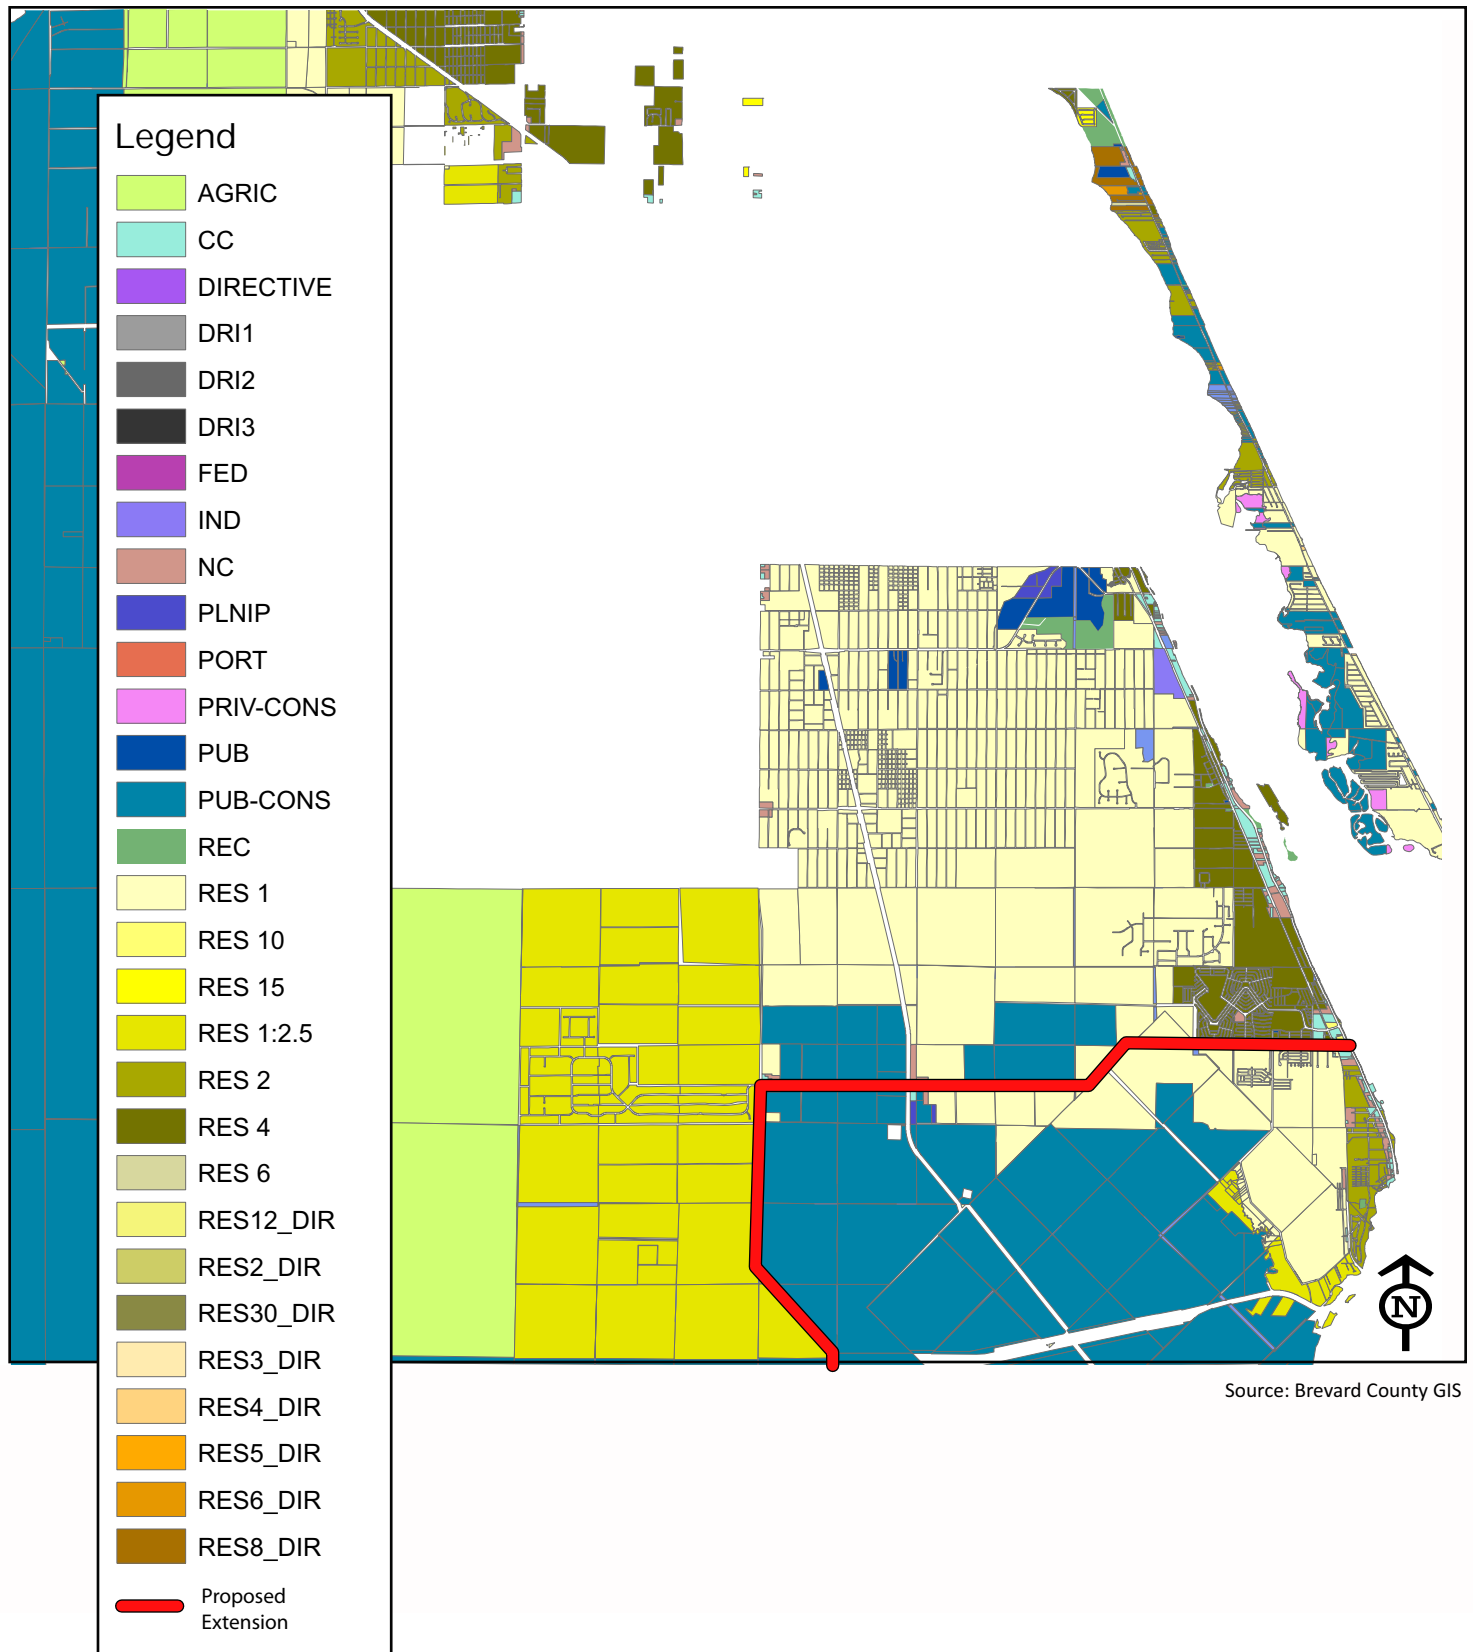 Legend
AGRIC
CC
DIRECTIVE
DRI1
DRI2
DRI3
FED
IND
NC
PLNIP
PORT
PRIV-CONS
PUB
PUB-CONS
REC
RES 1
RES 10
RES 15
RES 1:2.5
RES 2
RES 4
RES 6
RES12_DIR
RES2_DIR
RES30_DIR
RES3_DIR
RES4_DIR
RES5_DIR
RES6_DIR
RES8_DIR
Proposed
Extension
N
Source: Brevard County GIS